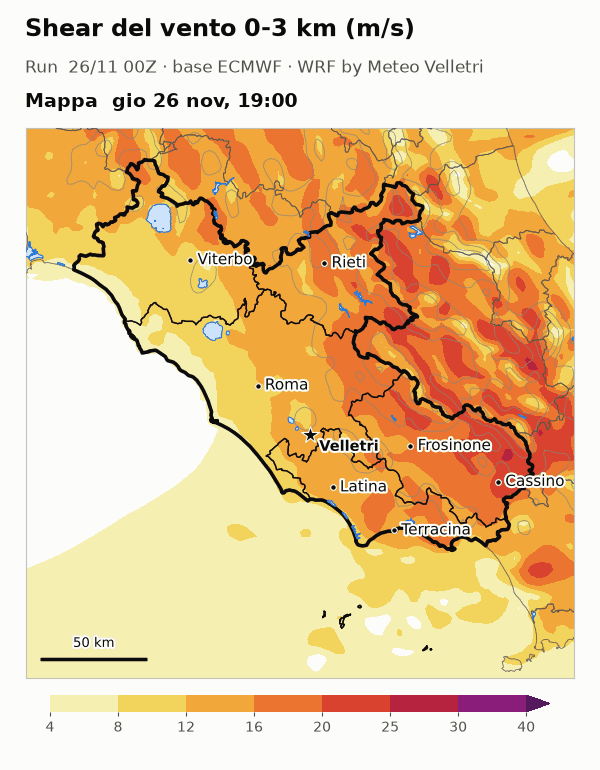 Shear del vento 0-3 km (m/s)
Run 26/11 00Z · base ECMWF · WRF by Meteo Velletri
Mappa gio 26 nov, 19:00
Viterbo
Rieti
Roma
Velletri
Frosinone
Cassino
Latina
Terracina
50 km
4 8 12 16 20 25 30 40